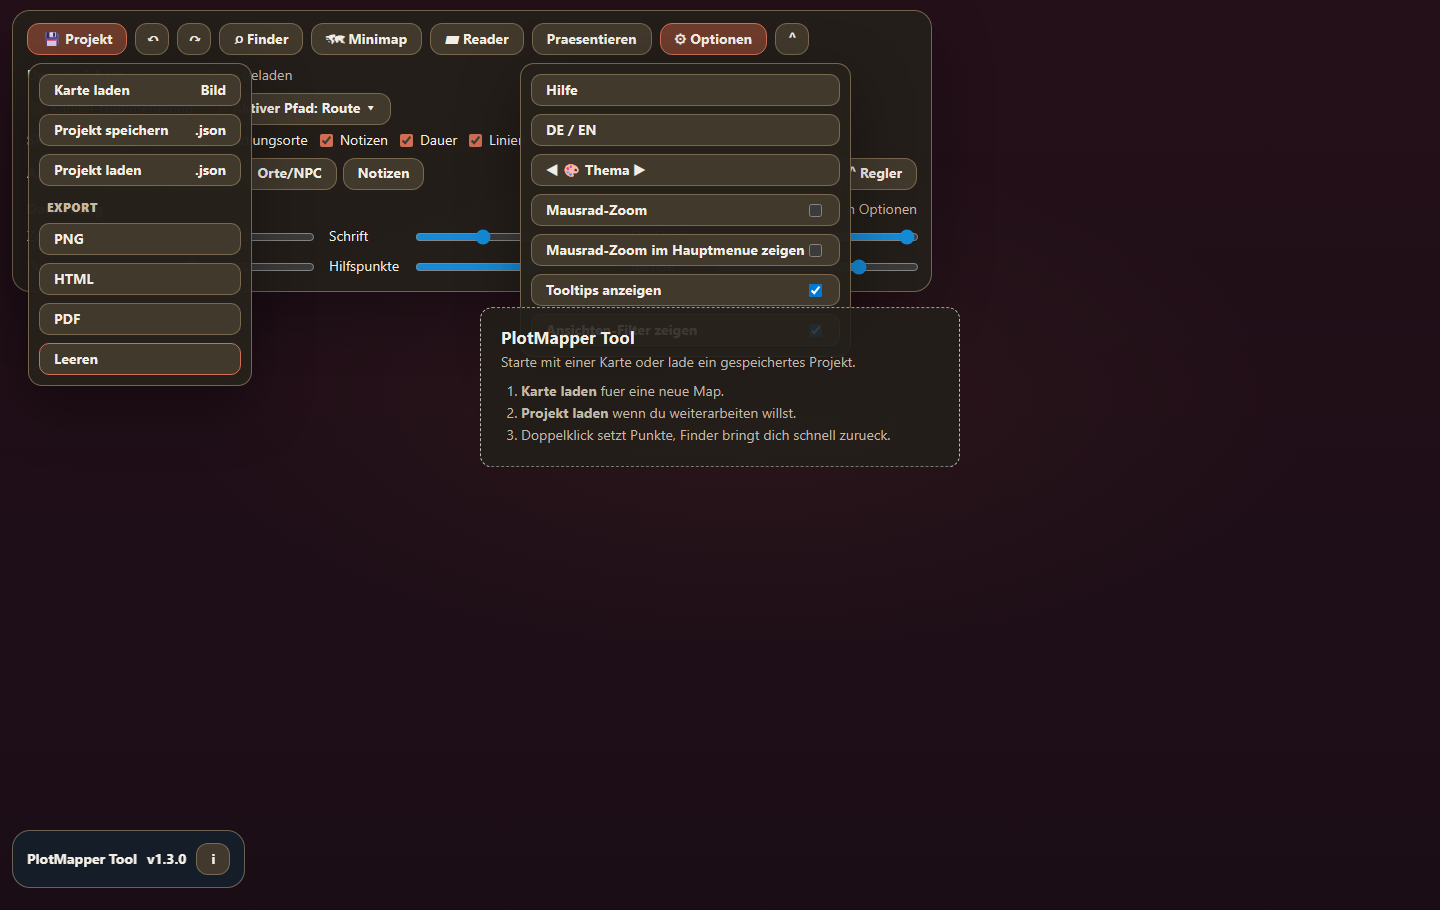 💾 Projekt ↶ ↷ ⌕ Finder 🗺 Minimap Reader Praesentieren ⚙ Optionen ^
eladen
Karte laden Bild
Projekt speichern .json
Projekt laden .json
EXPORT
PNG
HTML
PDF
Leeren
tiver Pfad: Route ▼
ungsorte Notizen Dauer Linien
Orte/NPC Notizen
^ Regler
n Optionen
Schrift
Hilfspunkte
Hilfe
DE / EN
◀ 🎨 Thema ▶
Mausrad-Zoom
Mausrad-Zoom im Hauptmenue zeigen
Tooltips anzeigen
Ansichten-Filter zeigen
PlotMapper Tool
Starte mit einer Karte oder lade ein gespeichertes Projekt.
1. Karte laden fuer eine neue Map.
2. Projekt laden wenn du weiterarbeiten willst.
3. Doppelklick setzt Punkte, Finder bringt dich schnell zurueck.
PlotMapper Tool v1.3.0 i